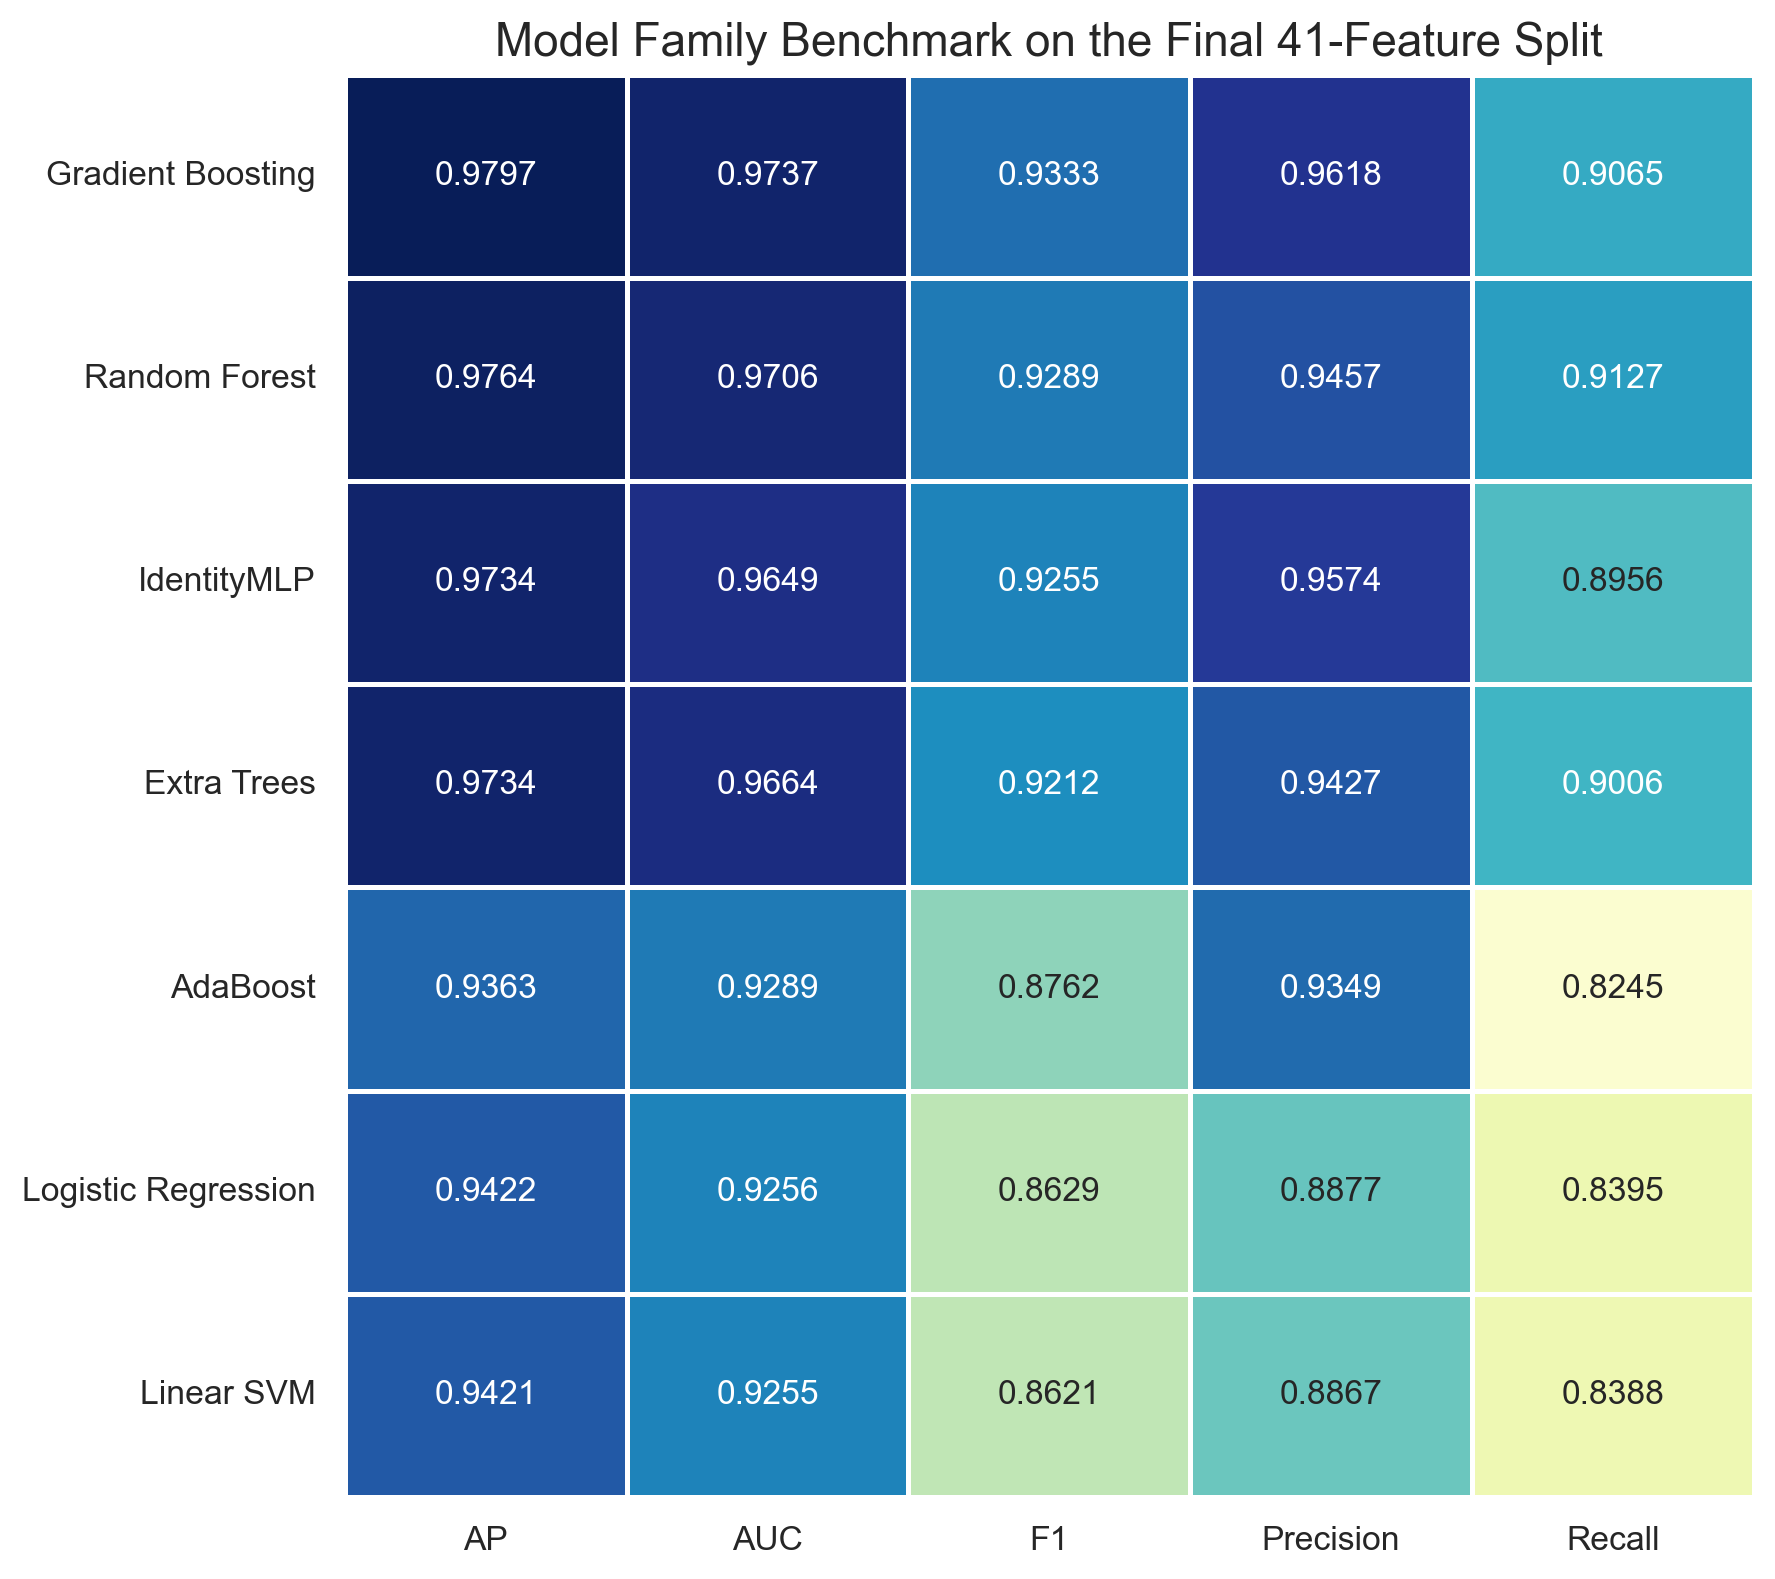 Model Family Benchmark on the Final 41-Feature Split
Gradient Boosting 0.9797 0.9737 0.9333 0.9618 0.9065
Random Forest 0.9764 0.9706 0.9289 0.9457 0.9127
IdentityMLP 0.9734 0.9649 0.9255 0.9574 0.8956
Extra Trees 0.9734 0.9664 0.9212 0.9427 0.9006
AdaBoost 0.9363 0.9289 0.8762 0.9349 0.8245
Logistic Regression 0.9422 0.9256 0.8629 0.8877 0.8395
Linear SVM 0.9421 0.9255 0.8621 0.8867 0.8388
AP AUC F1 Precision Recall